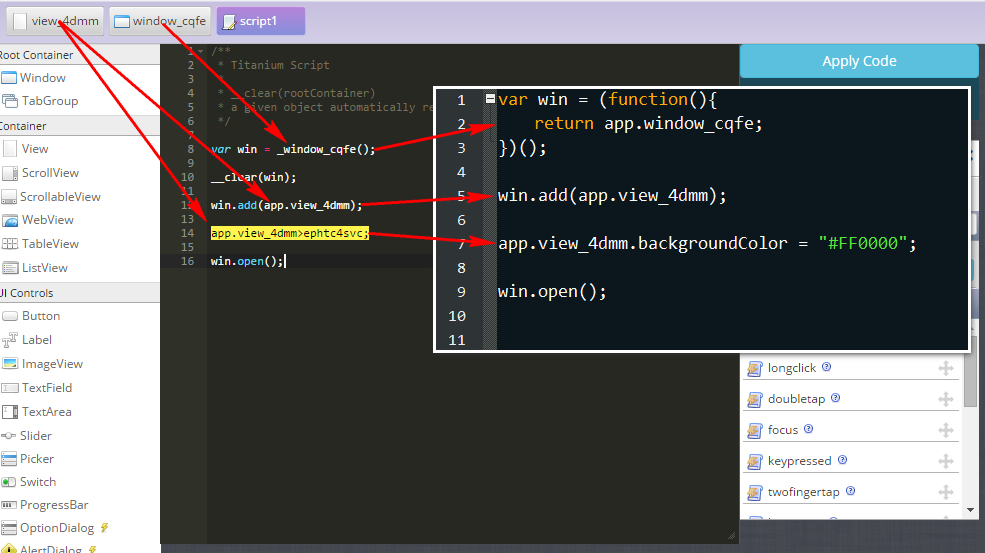 view_4dmm window_cqfe script1
Root Container
Window
TabGroup
Container
View
ScrollView
ScrollableView
WebView
TableView
ListView
UI Controls
Button
Label
ImageView
TextField
TextArea
Slider
Picker
Switch
ProgressBar
OptionDialog
AlertDialog
1 /**
2 * Titanium Script
3 *
4 * __clear(rootContainer)
5 * a given object automatically re
6 */
7
8 var win = _window_cqfe();
9
10 __clear(win);
11
12 win.add(app.view_4dmm);
13
14 app.view_4dmm>ephtc4svc;
15
16 win.open();
1 var win = (function(){
2 return app.window_cqfe;
3 })();
4
5 win.add(app.view_4dmm);
6
7 app.view_4dmm.backgroundColor = "#FF0000";
8
9 win.open();
10
11
Apply Code
longclick
doubletap
focus
keypressed
twofingertap